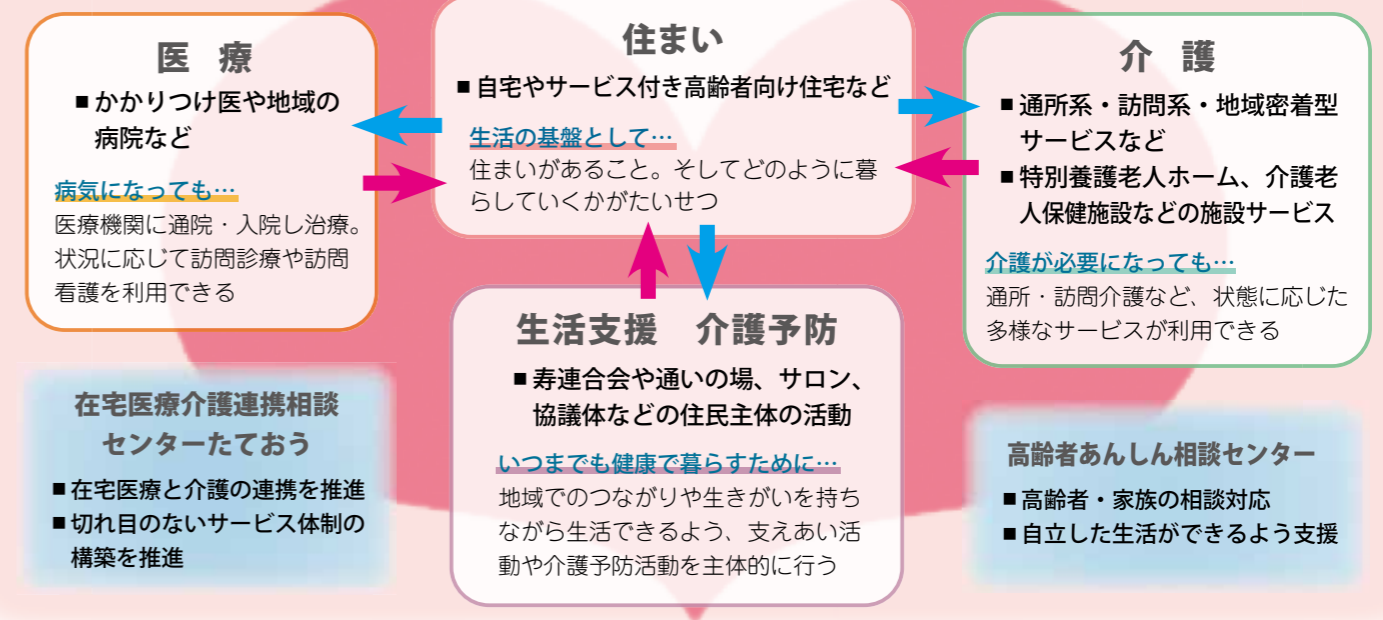 医 療
■かかりつけ医や地域の
病院など
病気になっても…
医療機関に通院・入院し治療。
状況に応じて訪問診療や訪問
看護を利用できる
住まい
■自宅やサービス付き高齢者向け住宅など
生活の基盤として…
住まいがあること。そしてどのように暮
らしていくかがたいせつ
介 護
■通所系・訪問系・地域密着型
サービスなど
■特別養護老人ホーム、介護老
人保健施設などの施設サービス
介護が必要になっても…
通所・訪問介護など、状態に応じた
多様なサービスが利用できる
生活支援 介護予防
■寿連合会や通いの場、サロン、
協議体などの住民主体の活動
いつまでも健康で暮らすために…
地域でのつながりや生きがいを持ち
ながら生活できるよう、支えあい活
動や介護予防活動を主体的に行う
在宅医療介護連携相談
センターたておう
■在宅医療と介護の連携を推進
■切れ目のないサービス体制の
構築を推進
高齢者あんしん相談センター
■高齢者・家族の相談対応
■自立した生活ができるよう支援